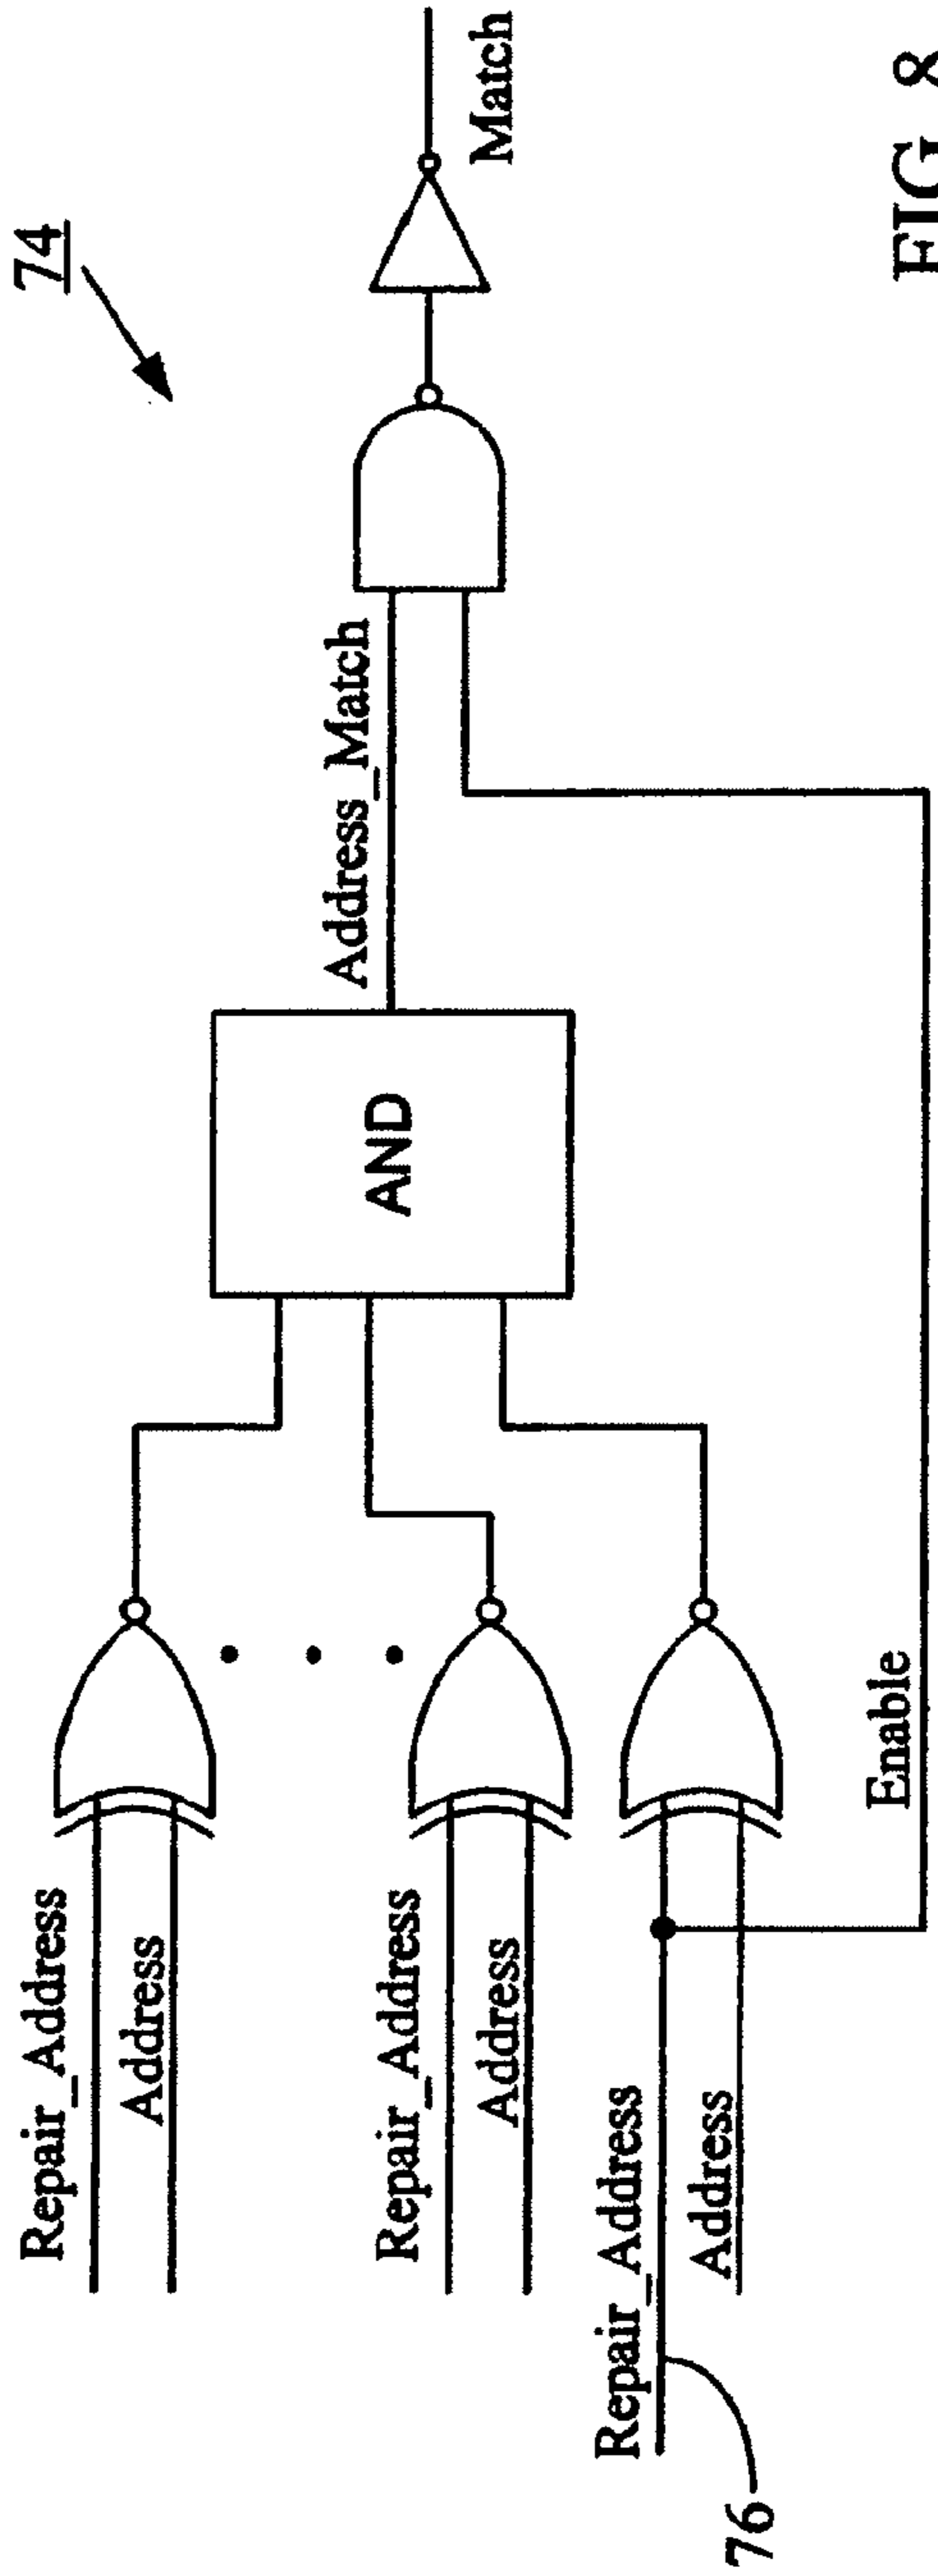 74
Repair_Address
Address
Repair_Address
Address
Repair_Address
Address
76
Enable
AND
Address_Match
Match
FIG. 8